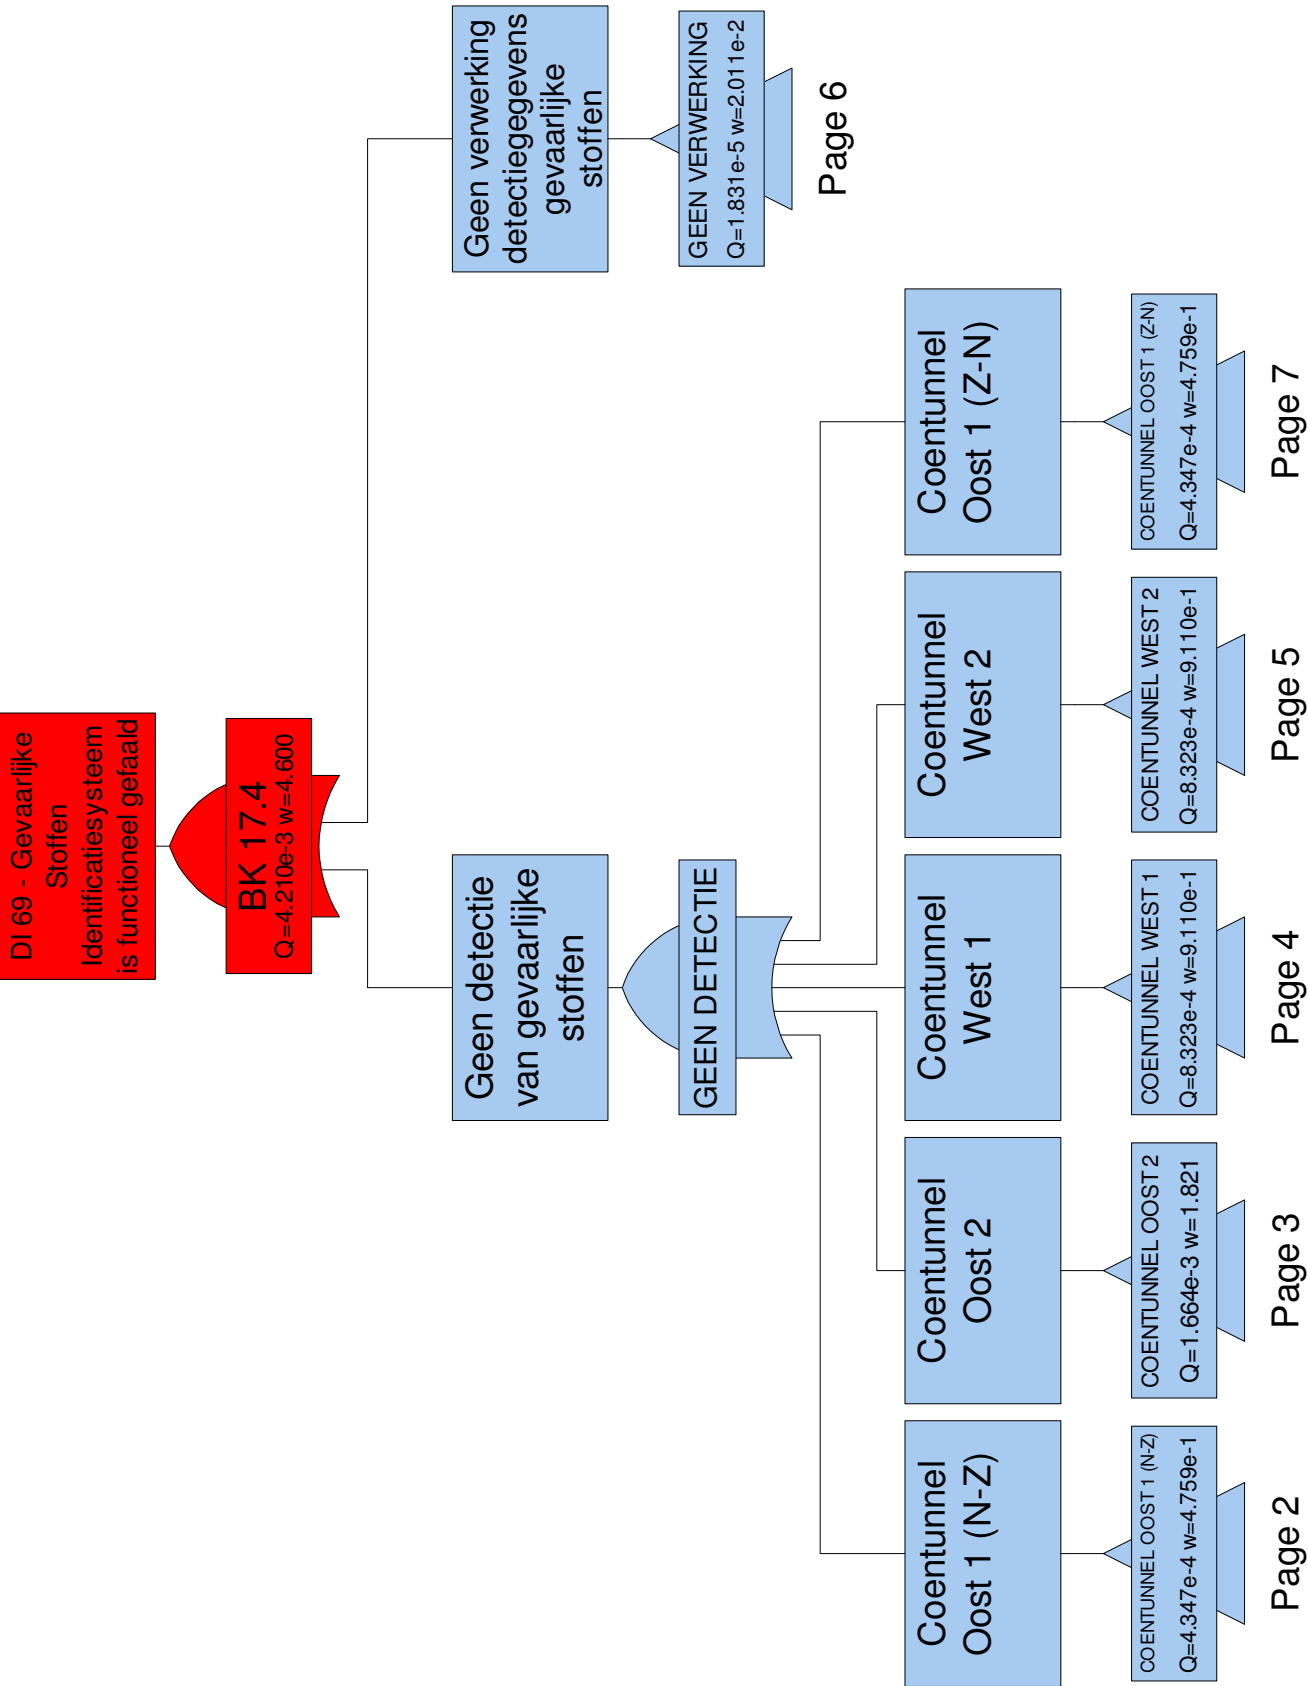 DI 69 - Gevaarlijke
Stoffen
Identificatiesysteem
is functioneel gefaald
BK 17.4
Q=4.210e-3 w=4.600
Geen detectie
van gevaarlijke
stoffen
GEEN DETECTIE
Geen verwerking
detectiegegevens
gevaarlijke
stoffen
GEEN VERWERKING
Q=1.831e-5 w=2.011e-2
Page 6
Coentunnel
Oost 1 (N-Z)
COENTUNNEL OOST 1 (N-Z)
Q=4.347e-4 w=4.759e-1
Page 2
Coentunnel
Oost 2
COENTUNNEL OOST 2
Q=1.664e-3 w=1.821
Page 3
Coentunnel
West 1
COENTUNNEL WEST 1
Q=8.323e-4 w=9.110e-1
Page 4
Coentunnel
West 2
COENTUNNEL WEST 2
Q=8.323e-4 w=9.110e-1
Page 5
Coentunnel
Oost 1 (Z-N)
COENTUNNEL OOST 1 (Z-N)
Q=4.347e-4 w=4.759e-1
Page 7